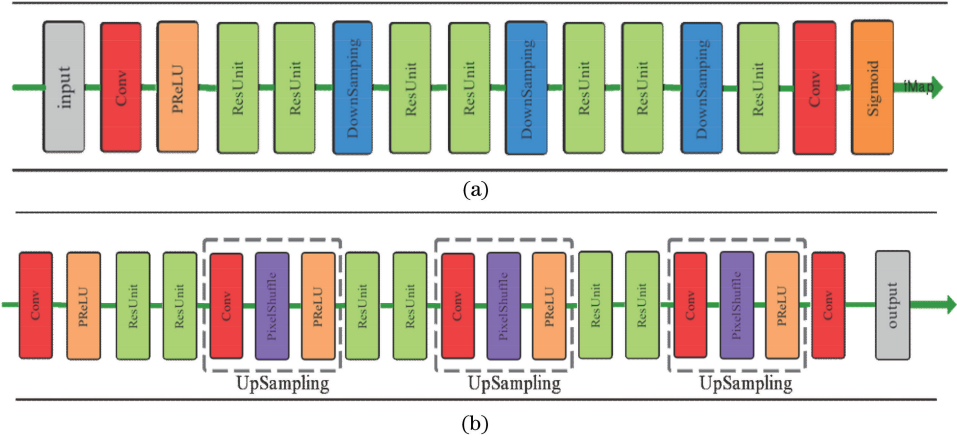 input Conv PReLU ResUnit ResUnit DownSamping ResUnit ResUnit DownSamping ResUnit ResUnit DownSamping ResUnit Conv Sigmoid fMap
(a)
Conv PReLU ResUnit ResUnit Conv PixelShuffle PReLU ResUnit ResUnit Conv PixelShuffle PReLU ResUnit ResUnit Conv PixelShuffle PReLU Conv output
UpSampling UpSampling UpSampling
(b)